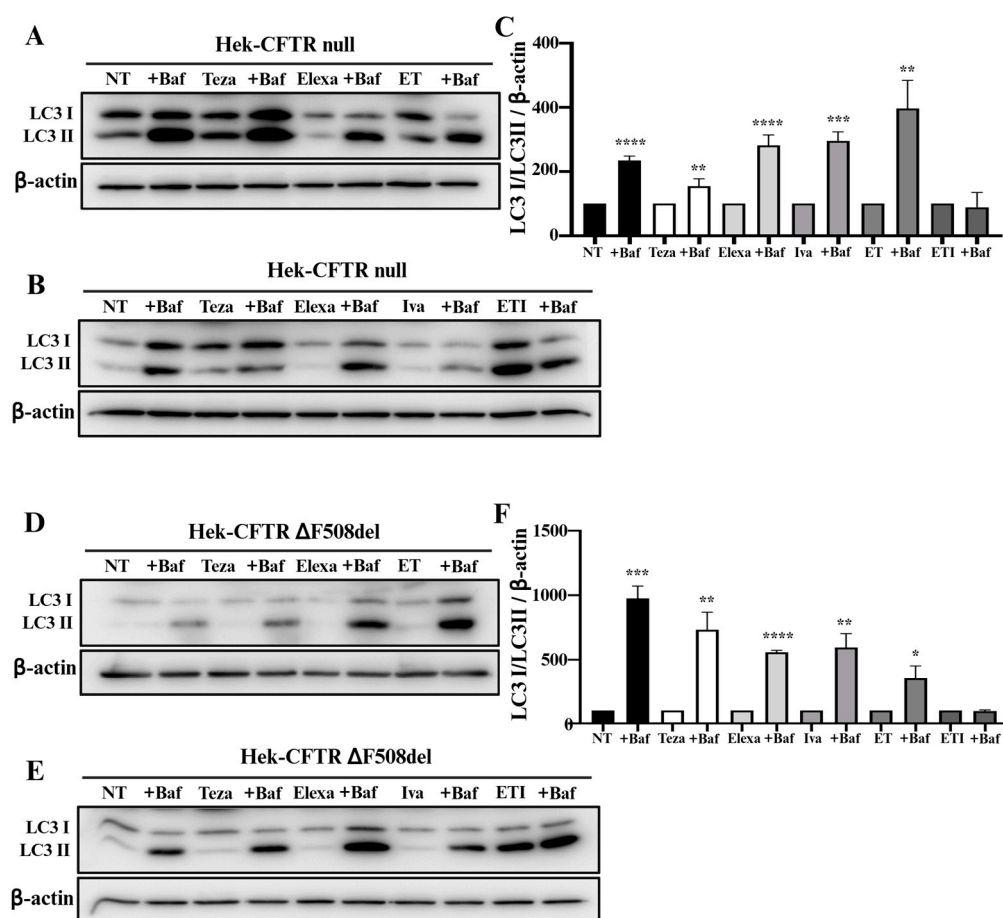 A
Hek-CFTR null
NT +Baf Teza +Baf Elexa +Baf ET +Baf
LC3 I
LC3 II
β-actin
C
LC3 I/LC3II / β-actin
400
400
200
0
**** ** **** *** **
NT +Baf Teza +Baf Elexa +Baf Iva +Baf ET +Baf ETI +Baf
B
Hek-CFTR null
NT +Baf Teza +Baf Elexa +Baf Iva +Baf ETI +Baf
LC3 I
LC3 II
β-actin
D
Hek-CFTR ΔF508del
NT +Baf Teza +Baf Elexa +Baf ET +Baf
LC3 I
LC3 II
β-actin
F
LC3 I/LC3II / β-actin
1500
1000
500
0
*** ** **** ** *
NT +Baf Teza +Baf Elexa +Baf Iva +Baf ET +Baf ETI +Baf
E
Hek-CFTR ΔF508del
NT +Baf Teza +Baf Elexa +Baf Iva +Baf ETI +Baf
LC3 I
LC3 II
β-actin